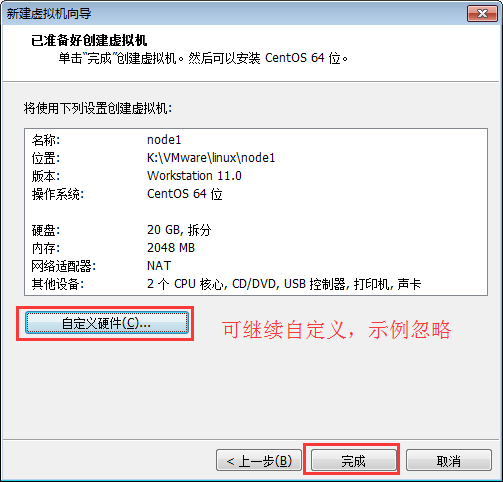 新建虚拟机向导
已准备好创建虚拟机
单击“完成”创建虚拟机。然后可以安装 CentOS 64 位。
将使用下列设置创建虚拟机:
名称: node1
位置: K:\VMware\linux\node1
版本: Workstation 11.0
操作系统: CentOS 64 位
硬盘: 20 GB, 拆分
内存: 2048 MB
网络适配器: NAT
其他设备: 2 个 CPU 核心, CD/DVD, USB 控制器, 打印机, 声卡
自定义硬件(C)... 可继续自定义，示例忽略
< 上一步(B) 完成 取消